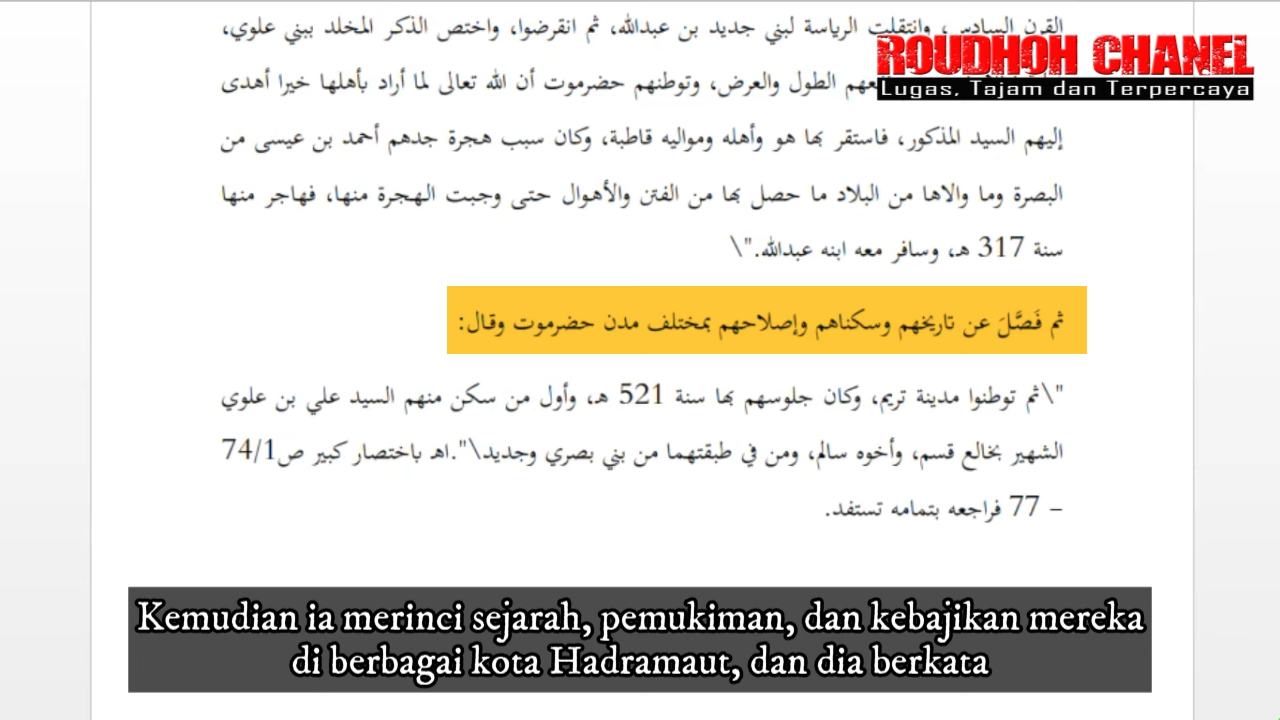 القرن السادس، وانتقلت الرياسة لبني جديد بن عبدالله، ثم انقرضوا، واختص الذكر المخلد ببني علوي،
ROUDHOH CHANEL
الطول والعرض، وتوطنهم حضرموت أن الله تعالى لما أراد بأهلها خيرا أهدى
Lugas, Tajam dan Terpercaya
إليهم السيد المذكور، فاستقر بها هو وأهله ومواليه قاطبة، وكان سبب هجرة جدهم أحمد بن عيسى من
البصرة وما والاها من البلاد ما حصل بها من الفتن والأهوال حتى وجبت الهجرة منها، فهاجر منها
سنة 317 هـ، وسافر معه ابنه عبدالله."\
ثم فَصَّلَ عن تاريخهم وسكناهم وإصلاحهم بمختلف مدن حضرموت وقال:
"\ثم توطنوا مدينة تريم، وكان جلوسهم بها سنة 521 هـ، وأول من سكن منهم السيد علي بن علوي
الشهير بخالع قسم، وأخوه سالم، ومن في طبقتهما من بني بصري وجديد\".اهـ باختصار كبير ص74/1
– 77 فراجعه بتمامه تستفد.
Kemudian ia merinci sejarah, pemukiman, dan kebajikan mereka
di berbagai kota Hadramaut, dan dia berkata